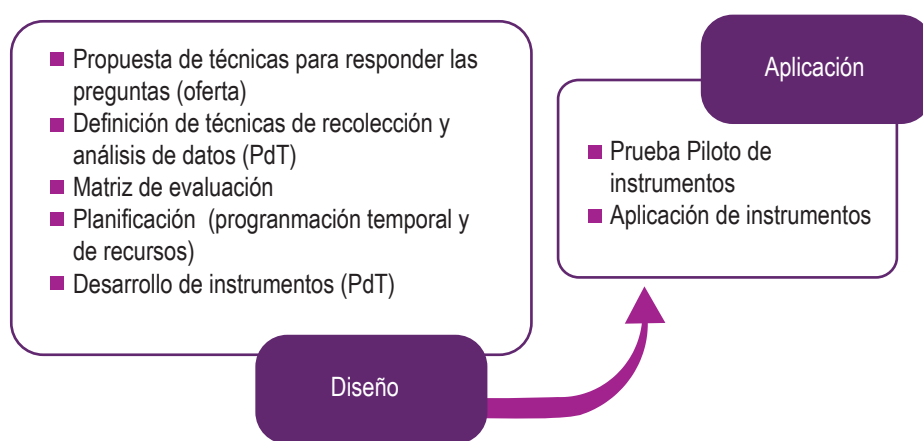 Propuesta de técnicas para responder las
preguntas (oferta)
Definición de técnicas de recolección y
análisis de datos (PdT)
Matriz de evaluación
Planificación (progranmación temporal y
de recursos)
Desarrollo de instrumentos (PdT)
Diseño
Aplicación
Prueba Piloto de
instrumentos
Aplicación de instrumentos